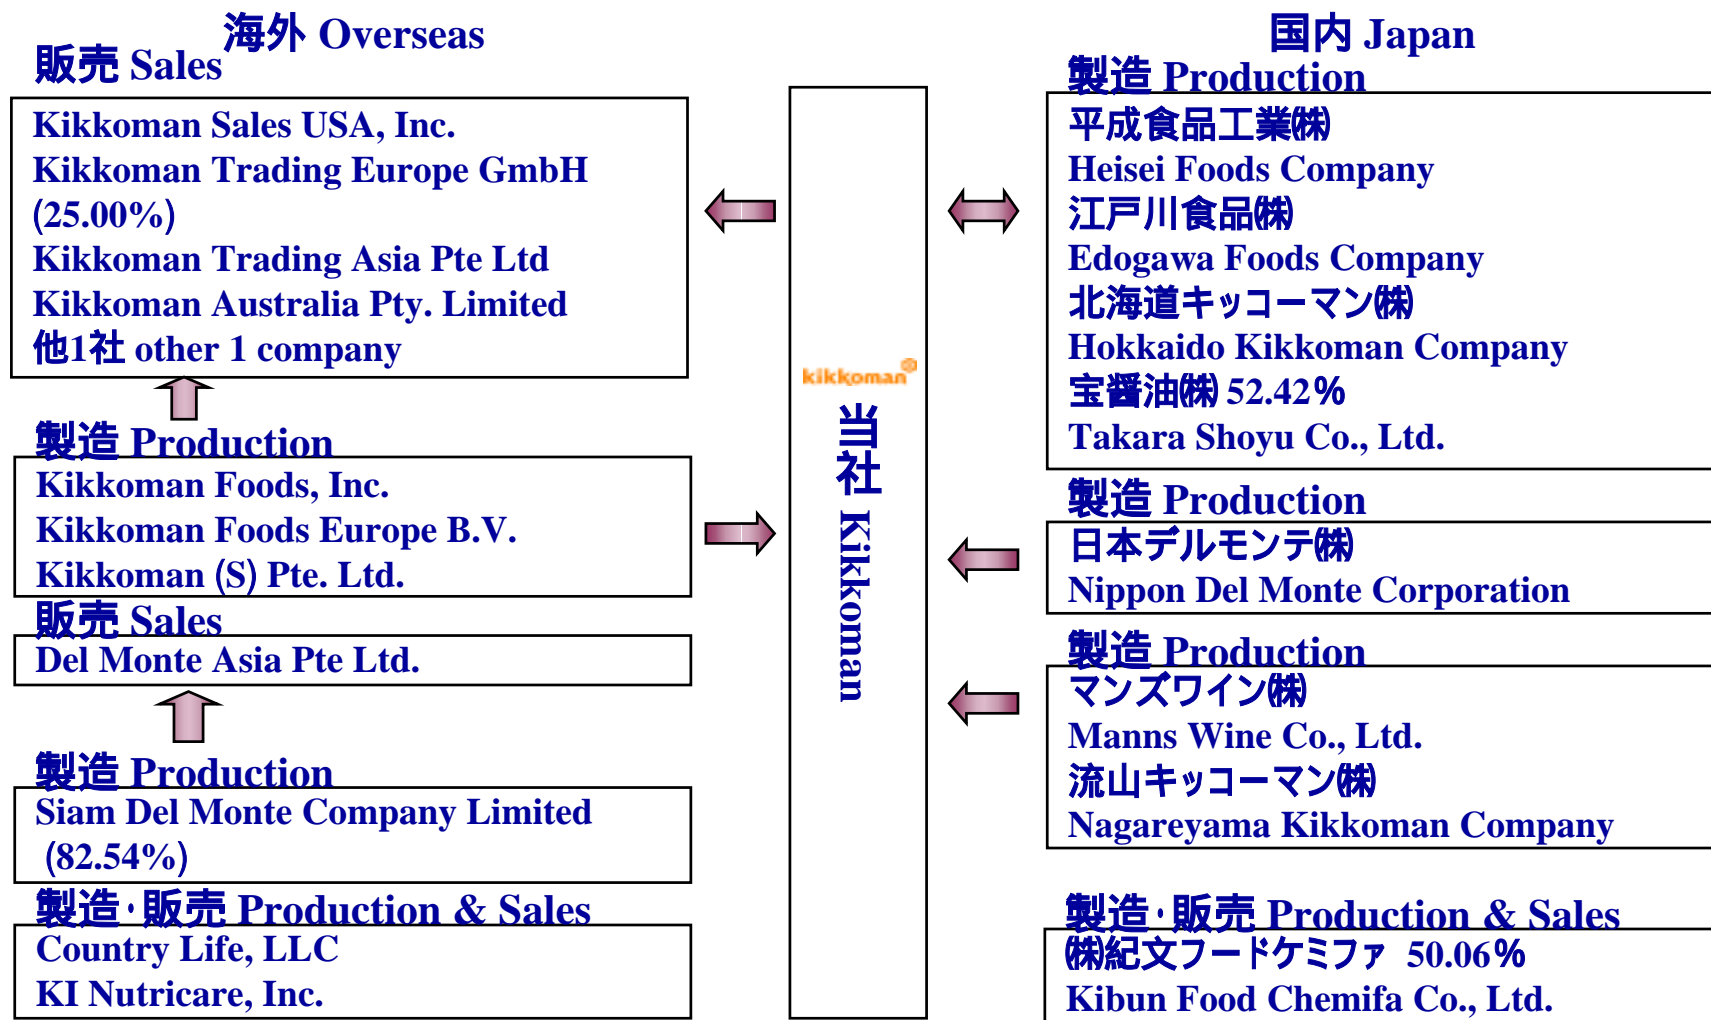 海外 Overseas
販売 Sales
Kikkoman Sales USA, Inc.
Kikkoman Trading Europe GmbH
(25.00%)
Kikkoman Trading Asia Pte Ltd
Kikkoman Australia Pty. Limited
他1社 other 1 company
製造 Production
Kikkoman Foods, Inc.
Kikkoman Foods Europe B.V.
Kikkoman (S) Pte. Ltd.
販売 Sales
Del Monte Asia Pte Ltd.
製造 Production
Siam Del Monte Company Limited
(82.54%)
製造・販売 Production & Sales
Country Life, LLC
KI Nutricare, Inc.
kikkoman®
当社 Kikkoman
国内 Japan
製造 Production
平成食品工業㈱
Heisei Foods Company
江戸川食品㈱
Edogawa Foods Company
北海道キッコーマン㈱
Hokkaido Kikkoman Company
宝醤油㈱ 52.42%
Takara Shoyu Co., Ltd.
製造 Production
日本デルモンテ㈱
Nippon Del Monte Corporation
製造 Production
マンズワイン㈱
Manns Wine Co., Ltd.
流山キッコーマン㈱
Nagareyama Kikkoman Company
製造・販売 Production & Sales
㈱紀文フードケミファ 50.06%
Kibun Food Chemifa Co., Ltd.